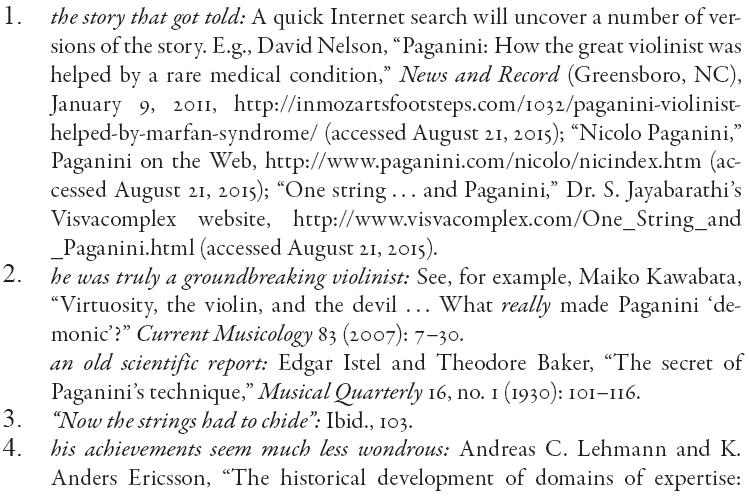 1. the story that got told: A quick Internet search will uncover a number of ver-
sions of the story. E.g., David Nelson, “Paganini: How the great violinist was
helped by a rare medical condition,” News and Record (Greensboro, NC),
January 9, 2011, http://inmozartsfootsteps.com/1032/paganini-violinist-
helped-by-marfan-syndrome/ (accessed August 21, 2015); “Nicolo Paganini,”
Paganini on the Web, http://www.paganini.com/nicolo/nicindex.htm (ac-
cessed August 21, 2015); “One string … and Paganini,” Dr. S. Jayabarathi’s
Visvacomplex website, http://www.visvacomplex.com/One_String_and
_Paganini.html (accessed August 21, 2015).
2. he was truly a groundbreaking violinist: See, for example, Maiko Kawabata,
“Virtuosity, the violin, and the devil … What really made Paganini ‘de-
monic’?” Current Musicology 83 (2007): 7–30.
an old scientific report: Edgar Istel and Theodore Baker, “The secret of
Paganini’s technique,” Musical Quarterly 16, no. 1 (1930): 101–116.
3. “Now the strings had to chide”: Ibid., 103.
4. his achievements seem much less wondrous: Andreas C. Lehmann and K.
Anders Ericsson, “The historical development of domains of expertise: